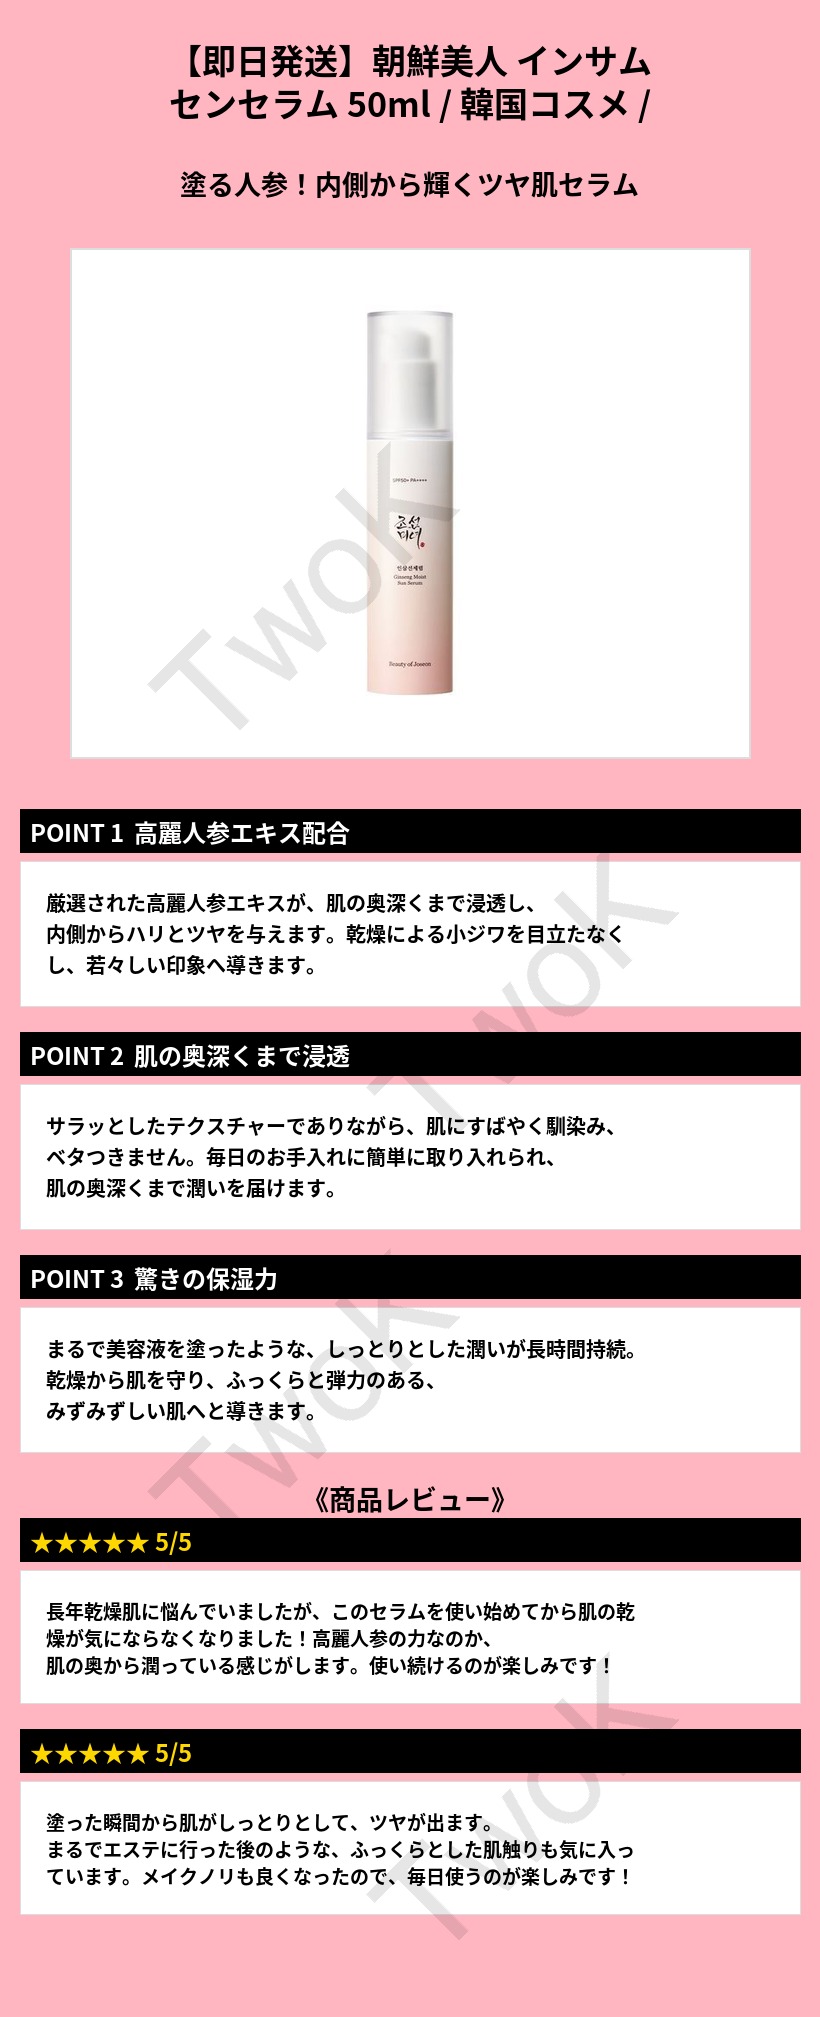 【即日発送】朝鮮美人 インサム
センセラム 50ml / 韓国コスメ /
塗る人参！内側から輝くツヤ肌セラム
SPF50+ PA++++
조선
미녀
인삼선세럼
Ginseng Moist
Sun Serum
Beauty of Joseon
TwoK
POINT 1 高麗人参エキス配合
厳選された高麗人参エキスが、肌の奥深くまで浸透し、
内側からハリとツヤを与えます。乾燥による小ジワを目立たなく
し、若々しい印象へ導きます。
TwoK
POINT 2 肌の奥深くまで浸透
サラッとしたテクスチャーでありながら、肌にすばやく馴染み、
ベタつきません。毎日のお手入れに簡単に取り入れられ、
肌の奥深くまで潤いを届けます。
POINT 3 驚きの保湿力
まるで美容液を塗ったような、しっとりとした潤いが長時間持続。
乾燥から肌を守り、ふっくらと弾力のある、
みずみずしい肌へと導きます。
TwoK
《商品レビュー》
★★★★★ 5/5
長年乾燥肌に悩んでいましたが、このセラムを使い始めてから肌の乾
燥が気にならなくなりました！高麗人参の力なのか、
肌の奥から潤っている感じがします。使い続けるのが楽しみです！
★★★★★ 5/5
塗った瞬間から肌がしっとりとして、ツヤが出ます。
まるでエステに行った後のような、ふっくらとした肌触りも気に入っ
ています。メイクノリも良くなったので、毎日使うのが楽しみです！
TwoK